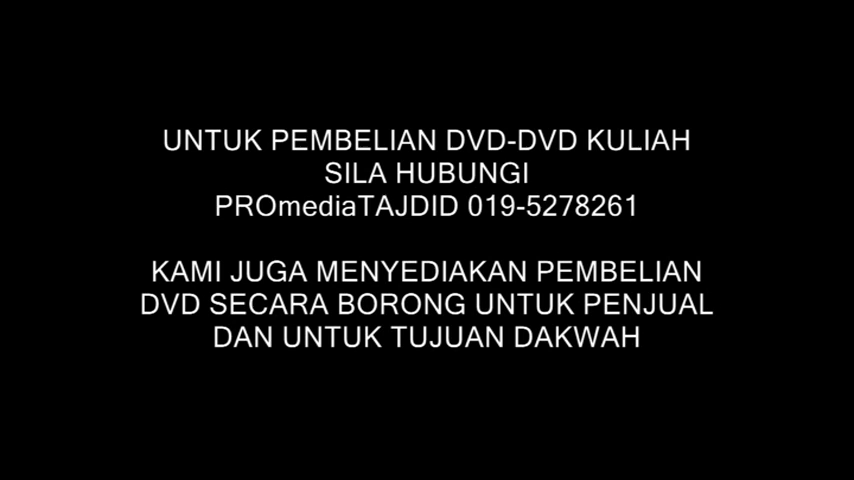 UNTUK PEMBELIAN DVD-DVD KULIAH
SILA HUBUNGI
PROmediaTAJDID 019-5278261
KAMI JUGA MENYEDIAKAN PEMBELIAN
DVD SECARA BORONG UNTUK PENJUAL
DAN UNTUK TUJUAN DAKWAH